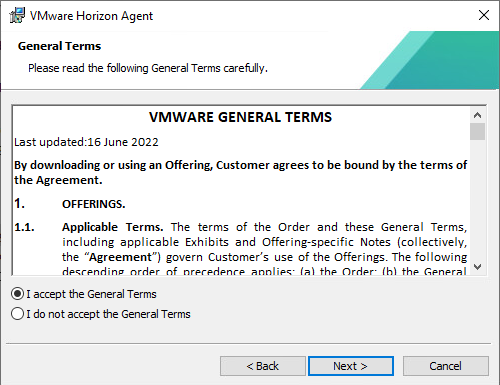 VMware Horizon Agent
General Terms
Please read the following General Terms carefully.
VMWARE GENERAL TERMS
Last updated:16 June 2022
By downloading or using an Offering, Customer agrees to be bound by the terms of
the Agreement.
1. OFFERINGS.
1.1. Applicable Terms. The terms of the Order and these General Terms,
including applicable Exhibits and Offering-specific Notes (collectively,
the “Agreement”) govern Customer’s use of the Offerings. The following
descending order of precedence applies: (a) the Order; (b) the General
I accept the General Terms
I do not accept the General Terms
< Back Next > Cancel